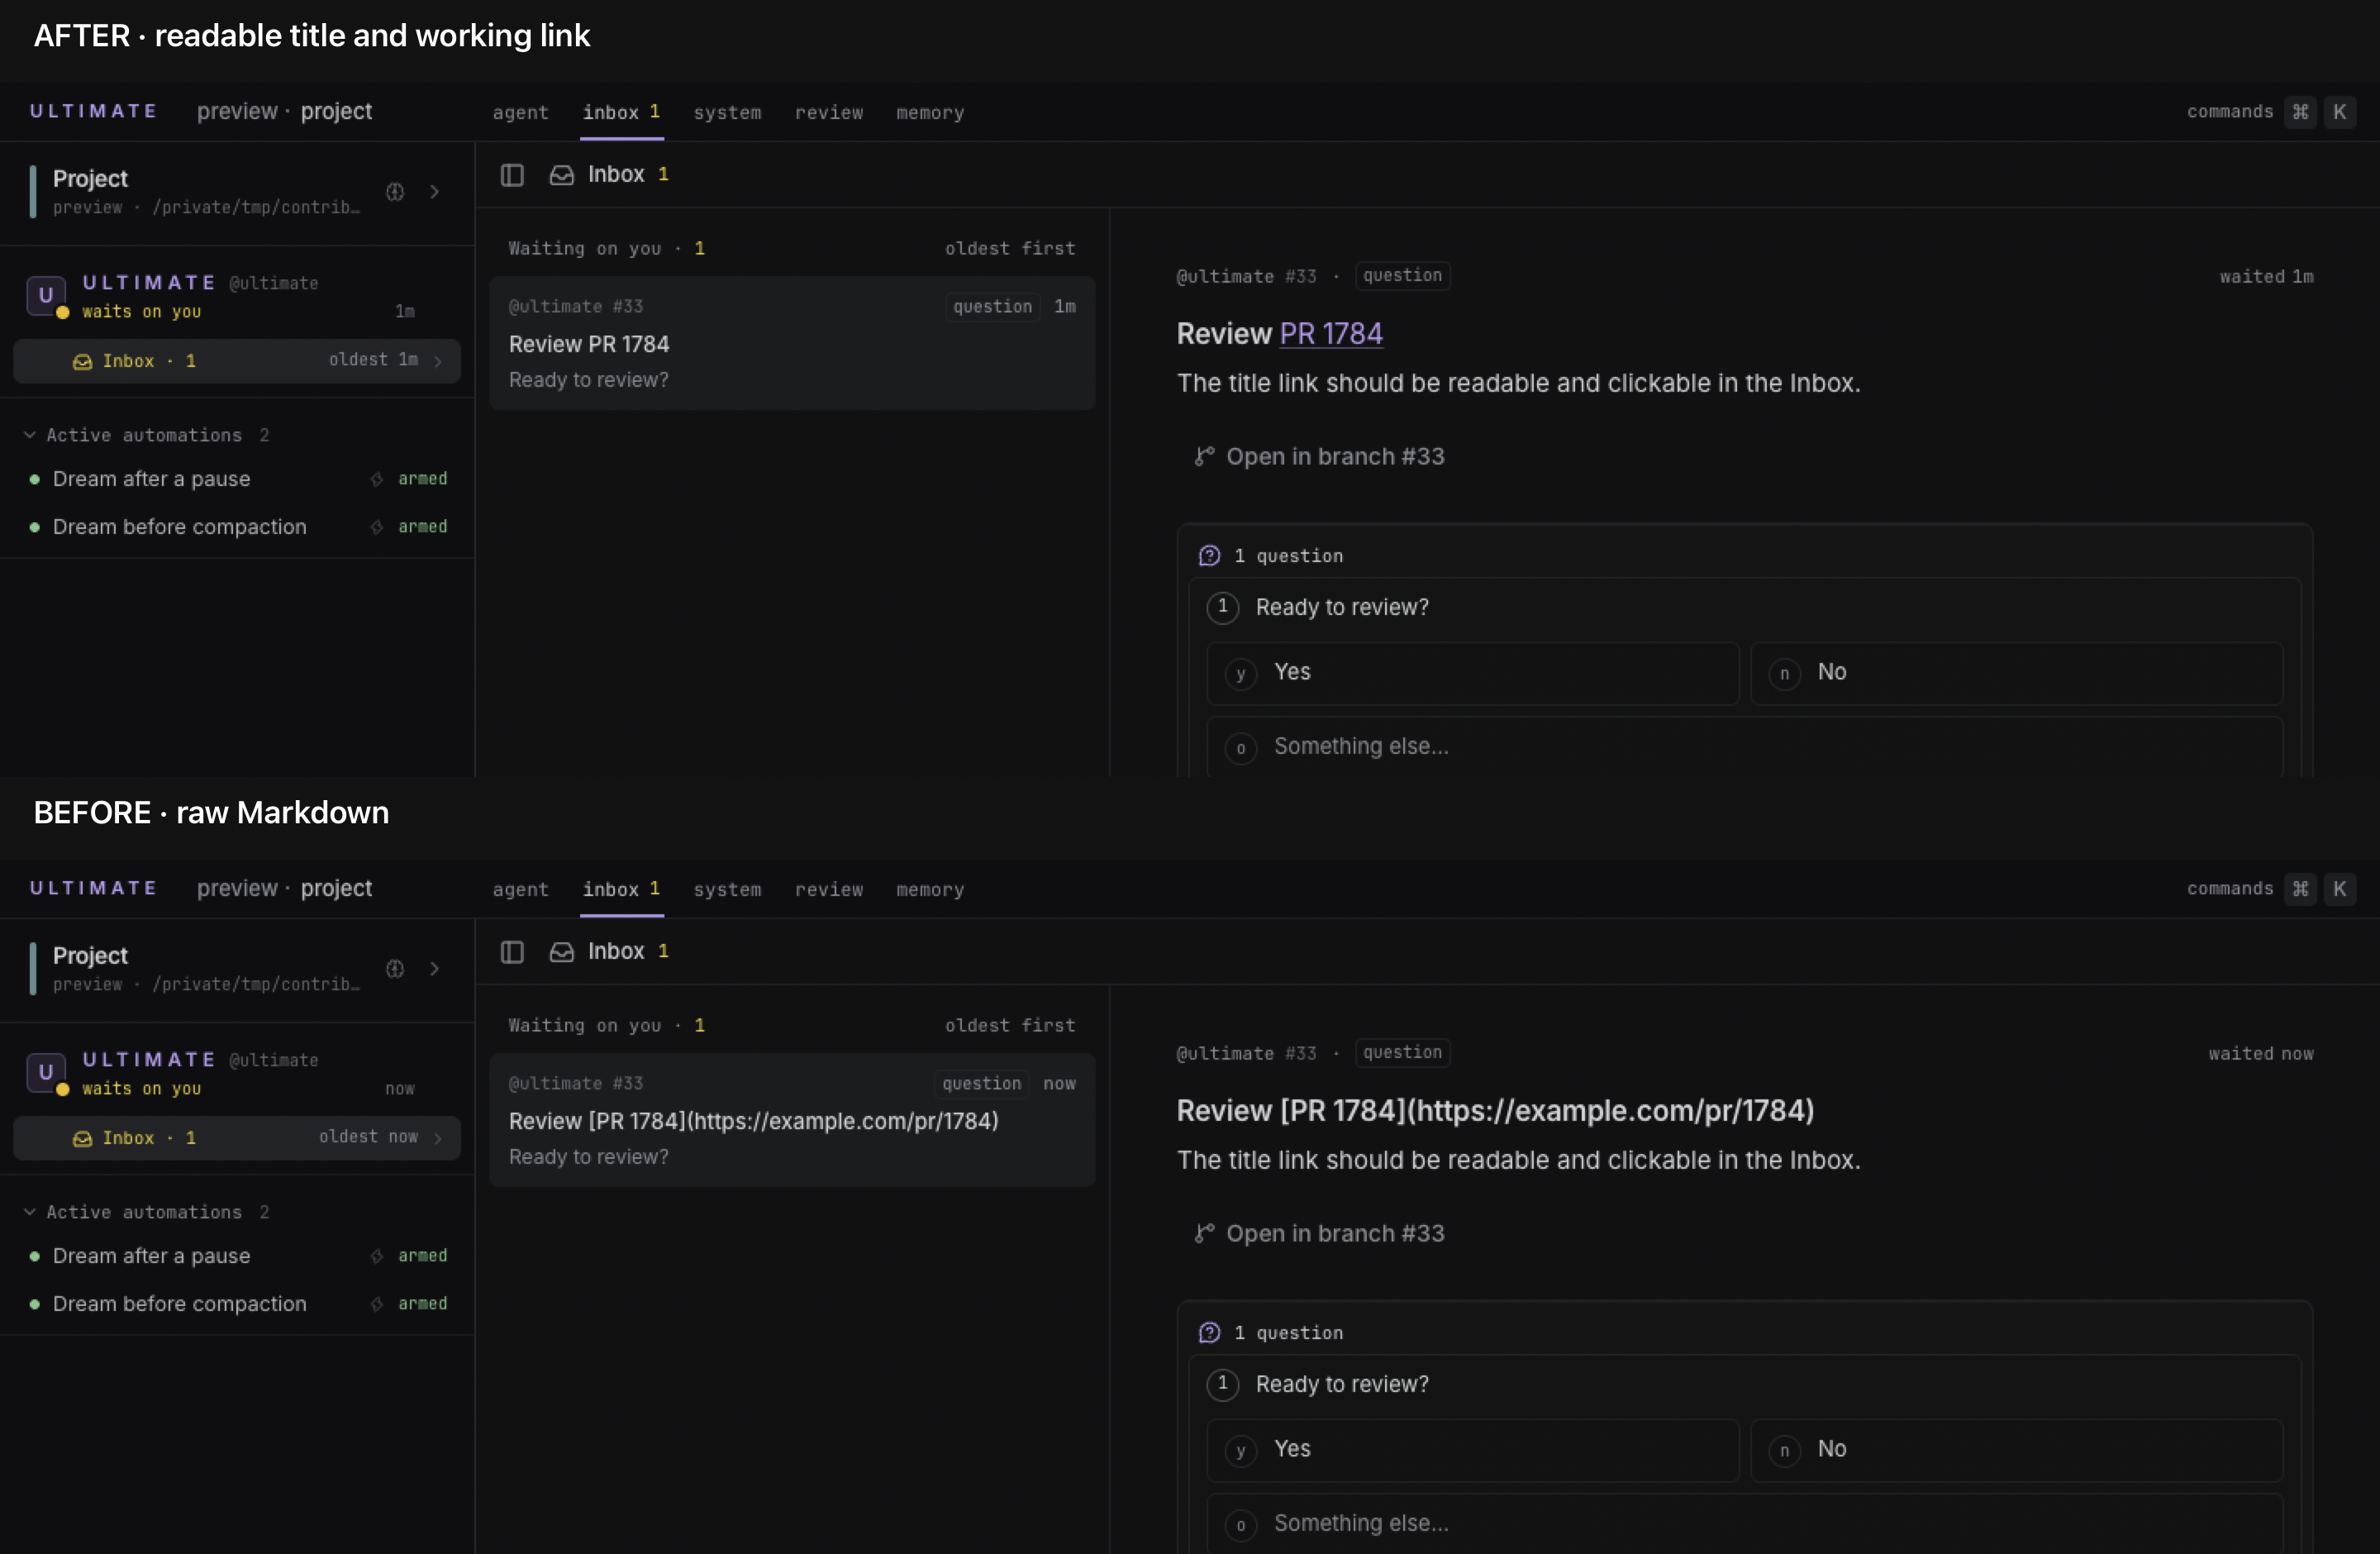 AFTER · readable title and working link
ULTIMATE preview · project agent inbox 1 system review memory commands ⌘ K
Project
preview · /private/tmp/contrib…
Inbox 1
U ULTIMATE @ultimate
waits on you 1m
Inbox · 1 oldest 1m
Active automations 2
Dream after a pause armed
Dream before compaction armed
Waiting on you · 1 oldest first
@ultimate #33 question 1m
Review PR 1784
Ready to review?
@ultimate #33 · question waited 1m
Review PR 1784
The title link should be readable and clickable in the Inbox.
Open in branch #33
1 question
1 Ready to review?
y Yes n No
o Something else...
BEFORE · raw Markdown
ULTIMATE preview · project agent inbox 1 system review memory commands ⌘ K
Project
preview · /private/tmp/contrib…
Inbox 1
U ULTIMATE @ultimate
waits on you now
Inbox · 1 oldest now
Active automations 2
Dream after a pause armed
Dream before compaction armed
Waiting on you · 1 oldest first
@ultimate #33 question now
Review [PR 1784](https://example.com/pr/1784)
Ready to review?
@ultimate #33 · question waited now
Review [PR 1784](https://example.com/pr/1784)
The title link should be readable and clickable in the Inbox.
Open in branch #33
1 question
1 Ready to review?
y Yes n No
o Something else...